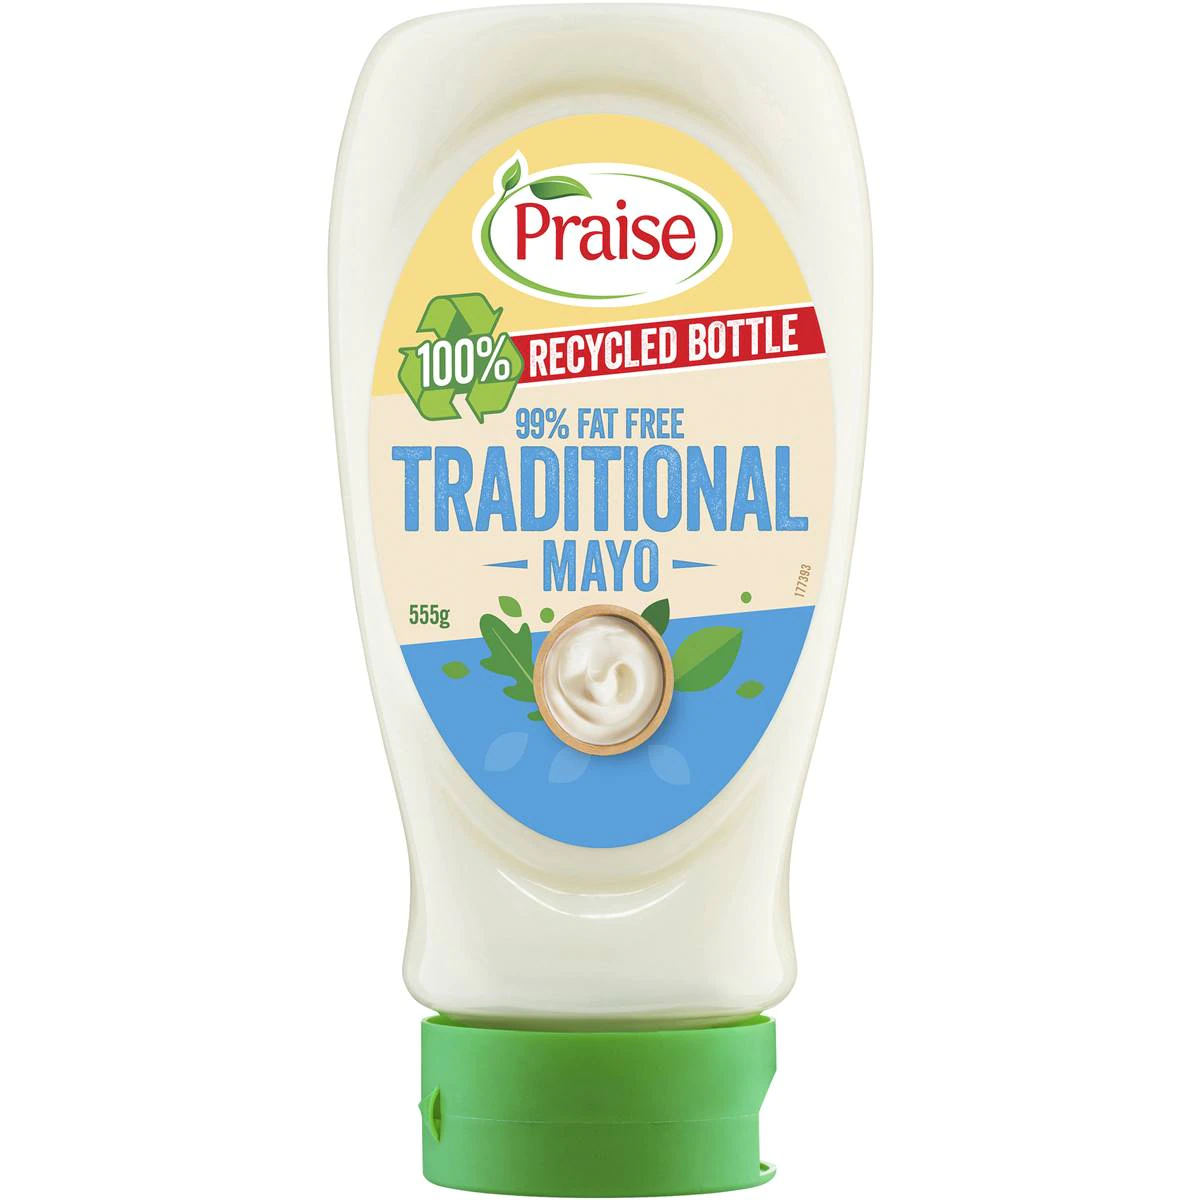 Praise
100% RECYCLED BOTTLE
99% FAT FREE
TRADITIONAL
MAYO
177393
555g